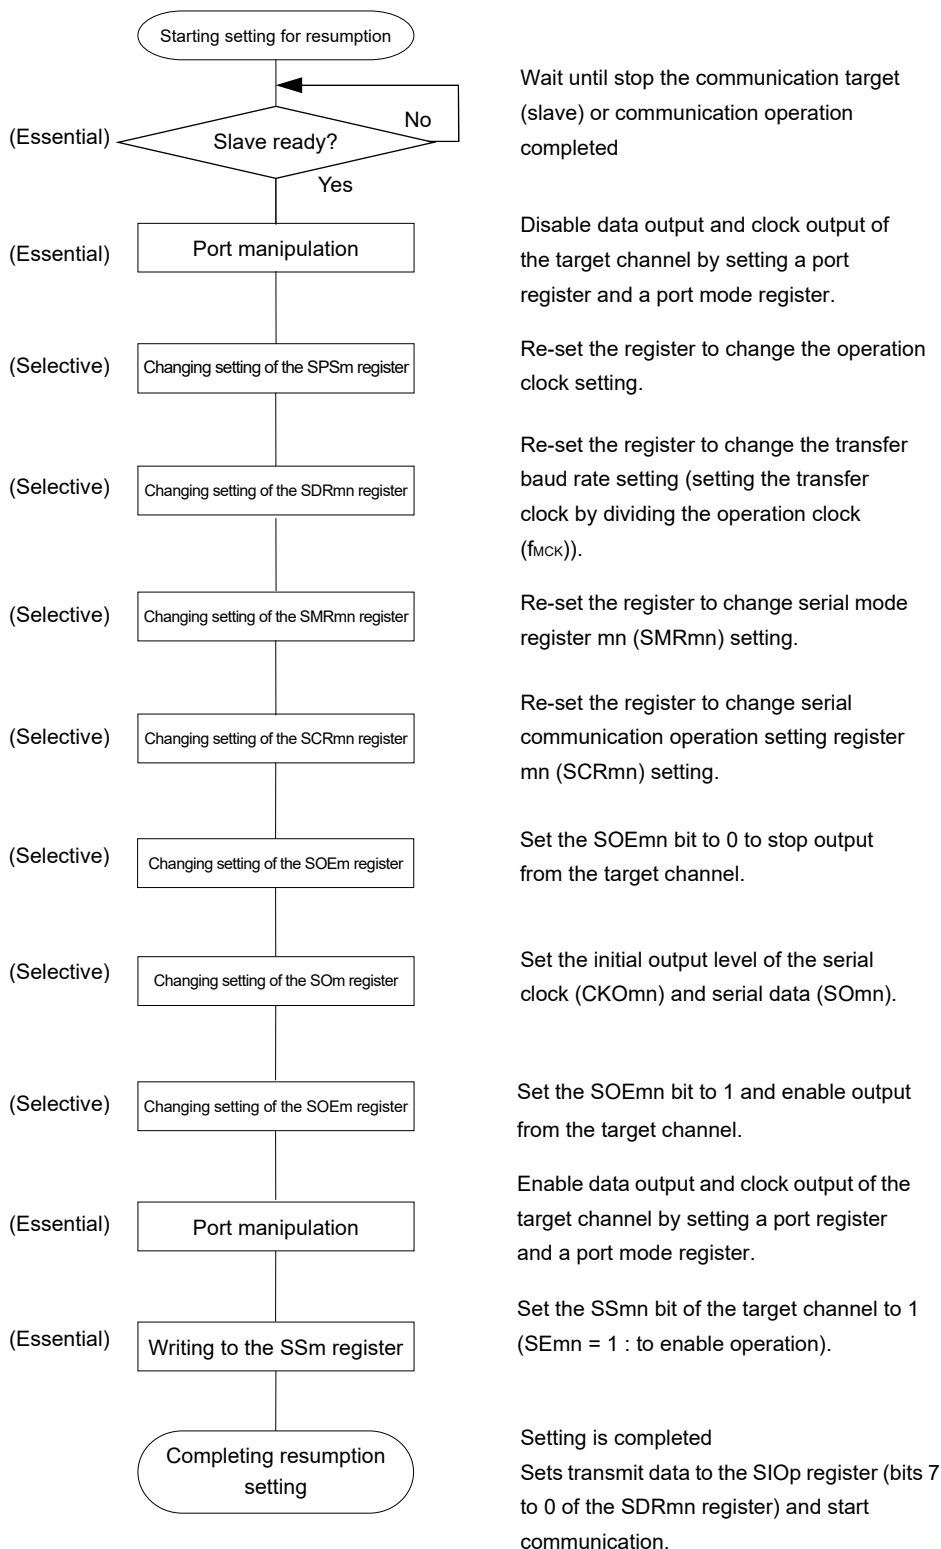 Starting setting for resumption
Wait until stop the communication target
(slave) or communication operation
completed
(Essential)
Slave ready?
No
Yes
(Essential)
Port manipulation
Disable data output and clock output of
the target channel by setting a port
register and a port mode register.
(Selective)
Changing setting of the SPSm register
Re-set the register to change the operation
clock setting.
(Selective)
Changing setting of the SDRmn register
Re-set the register to change the transfer
baud rate setting (setting the transfer
clock by dividing the operation clock
(fMCK)).
(Selective)
Changing setting of the SMRmn register
Re-set the register to change serial mode
register mn (SMRmn) setting.
(Selective)
Changing setting of the SCRmn register
Re-set the register to change serial
communication operation setting register
mn (SCRmn) setting.
(Selective)
Changing setting of the SOEm register
Set the SOEmn bit to 0 to stop output
from the target channel.
(Selective)
Changing setting of the SOm register
Set the initial output level of the serial
clock (CKOmn) and serial data (SOmn).
(Selective)
Changing setting of the SOEm register
Set the SOEmn bit to 1 and enable output
from the target channel.
(Essential)
Port manipulation
Enable data output and clock output of the
target channel by setting a port register
and a port mode register.
(Essential)
Writing to the SSm register
Set the SSmn bit of the target channel to 1
(SEmn = 1 : to enable operation).
Completing resumption
setting
Setting is completed
Sets transmit data to the SIOp register (bits 7
to 0 of the SDRmn register) and start
communication.